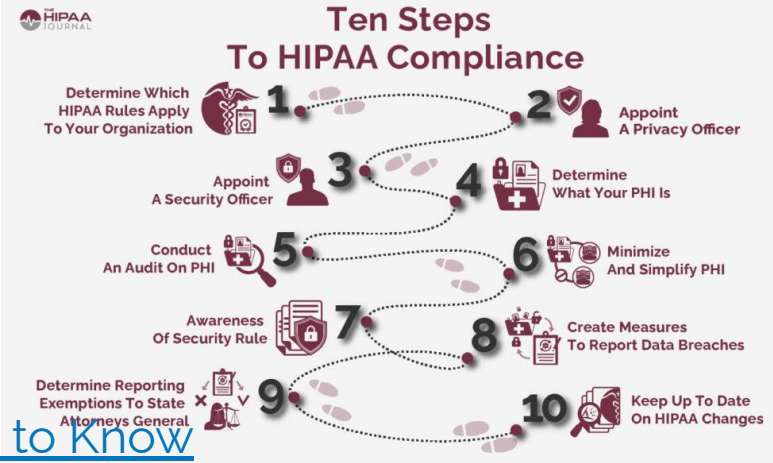 THE
HIPAA
JOURNAL
Ten Steps
To HIPAA Compliance
Determine Which
HIPAA Rules Apply
To Your Organization
1
2
Appoint
A Privacy Officer
3
Appoint
A Security Officer
4
Determine
What Your PHI Is
5
Conduct
An Audit On PHI
6
Minimize
And Simplify PHI
7
Awareness
Of Security Rule
8
Create Measures
To Report Data Breaches
9
Determine Reporting
Exemptions To State
Attorneys General
10
Keep Up To Date
On HIPAA Changes
to Know